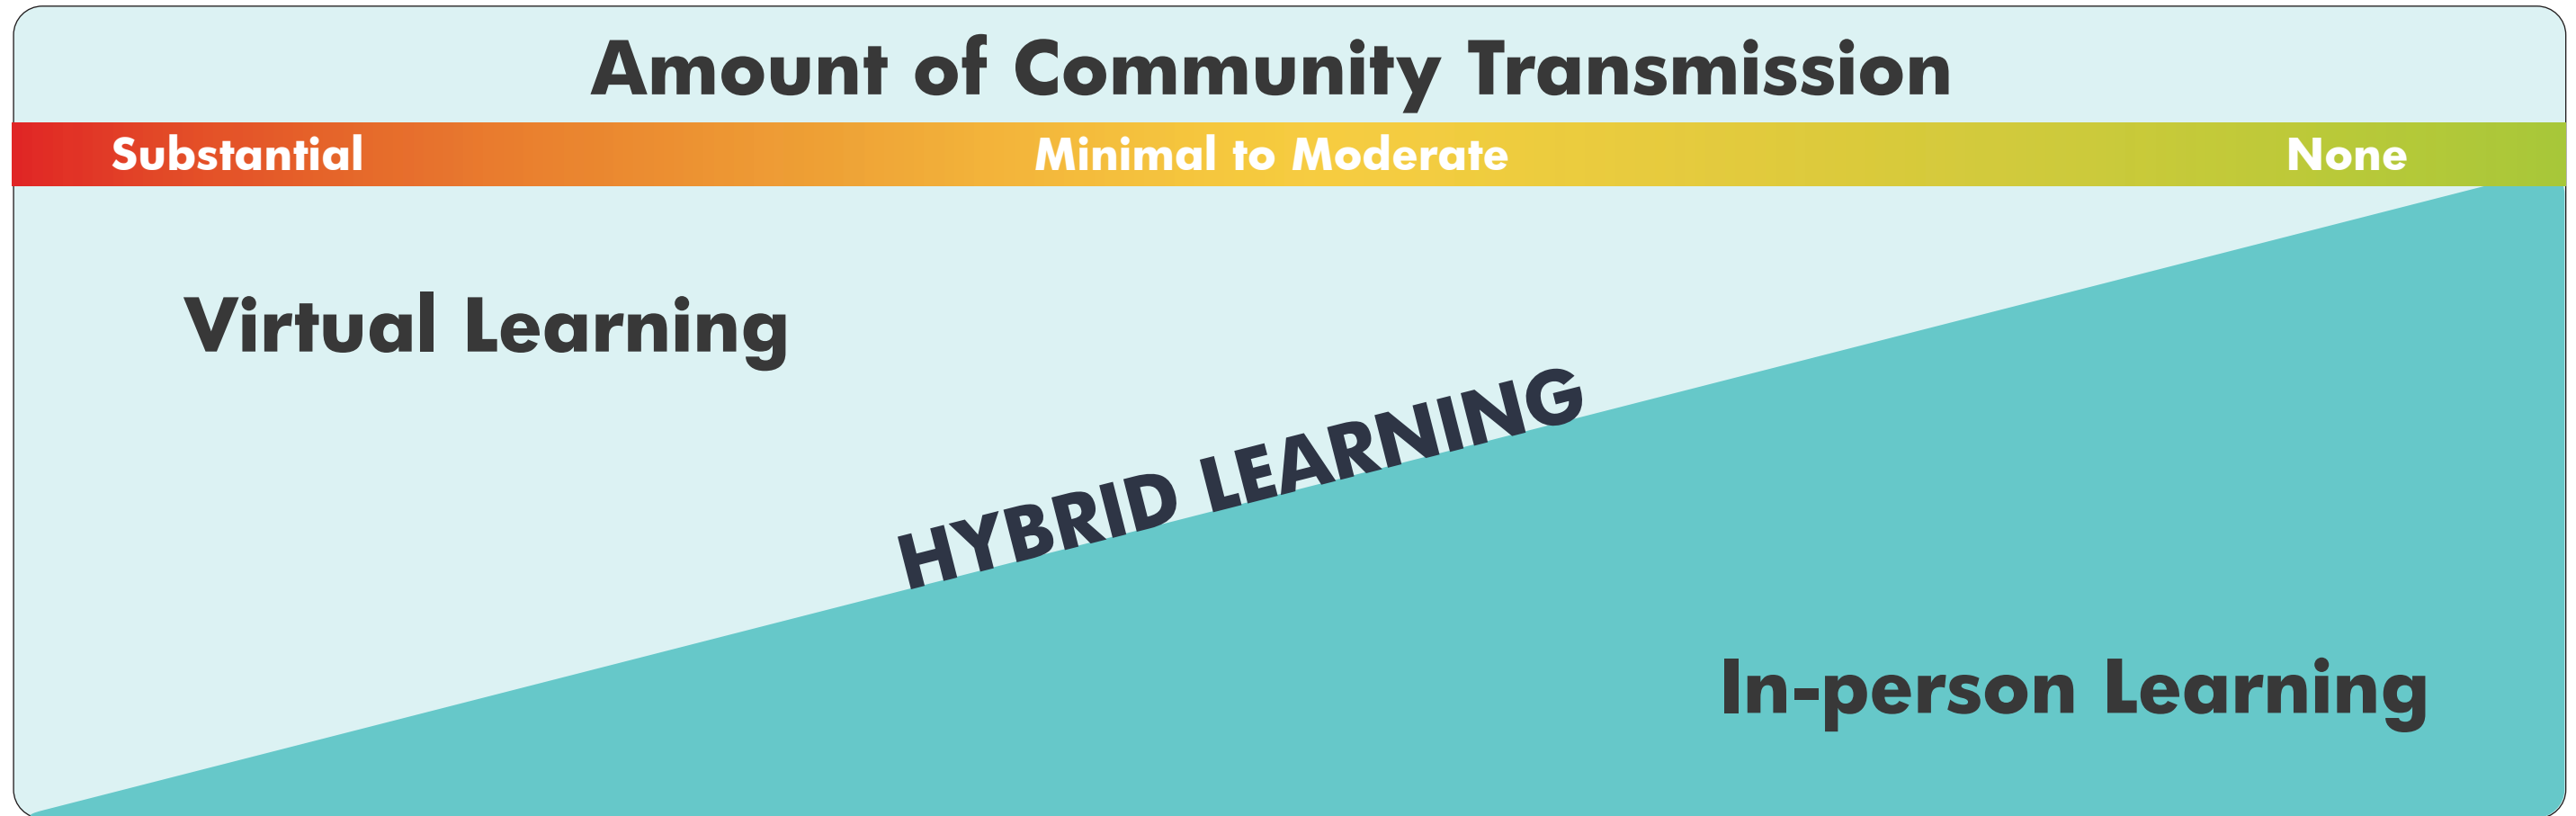 Amount of Community Transmission
Substantial Minimal to Moderate None
Virtual Learning
HYBRID LEARNING
In-person Learning